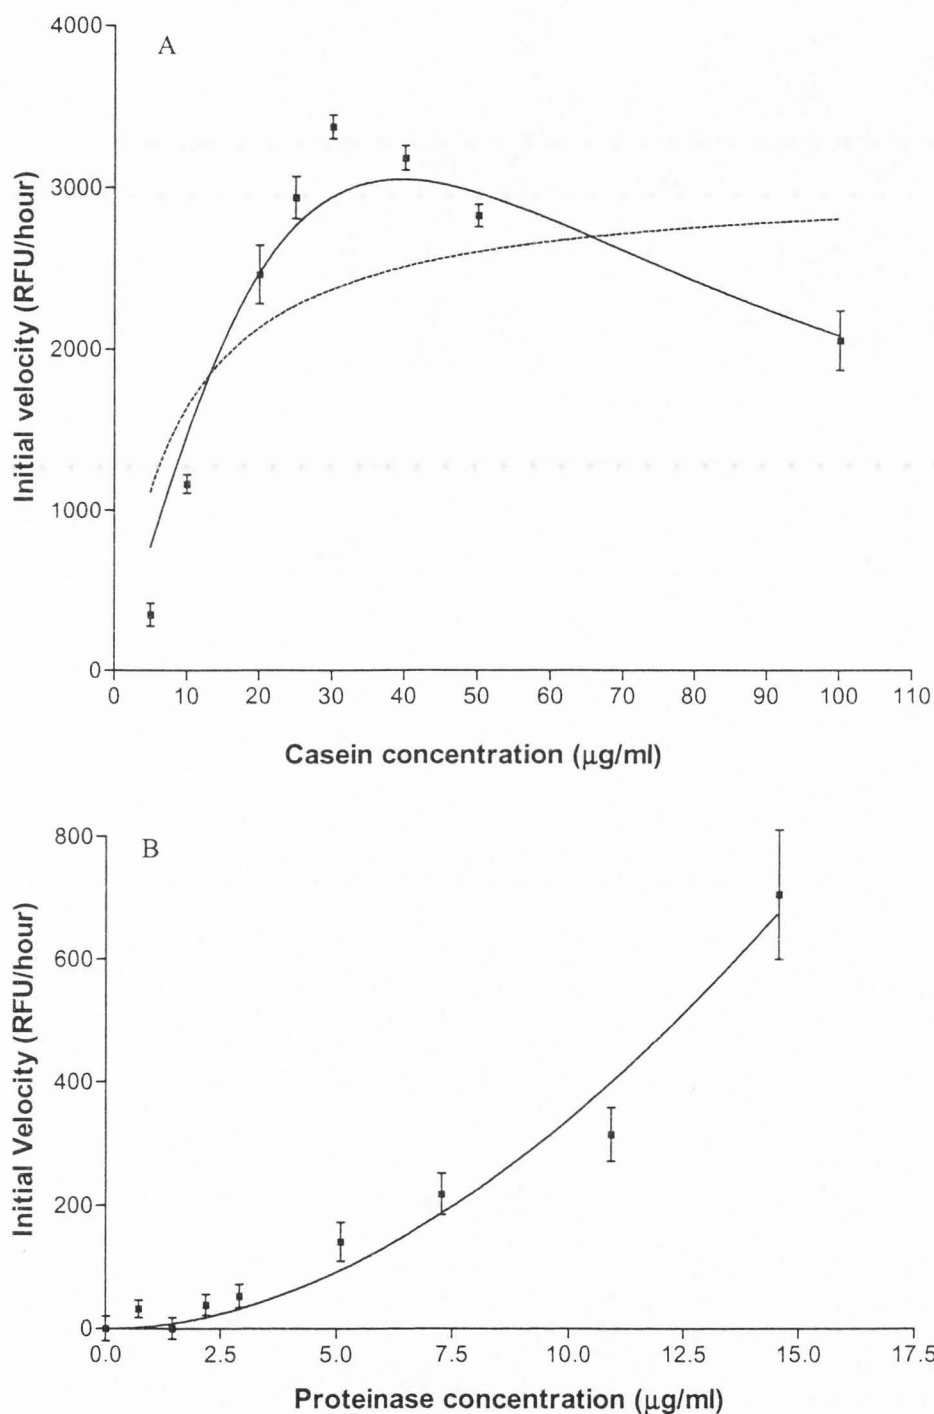 A
4000
3000
2000
1000
0
Initial velocity (RFU/hour)
0 10 20 30 40 50 60 70 80 90 100 110
Casein concentration (μg/ml)
B
800
600
400
200
0
Initial Velocity (RFU/hour)
0.0 2.5 5.0 7.5 10.0 12.5 15.0 17.5
Proteinase concentration (μg/ml)